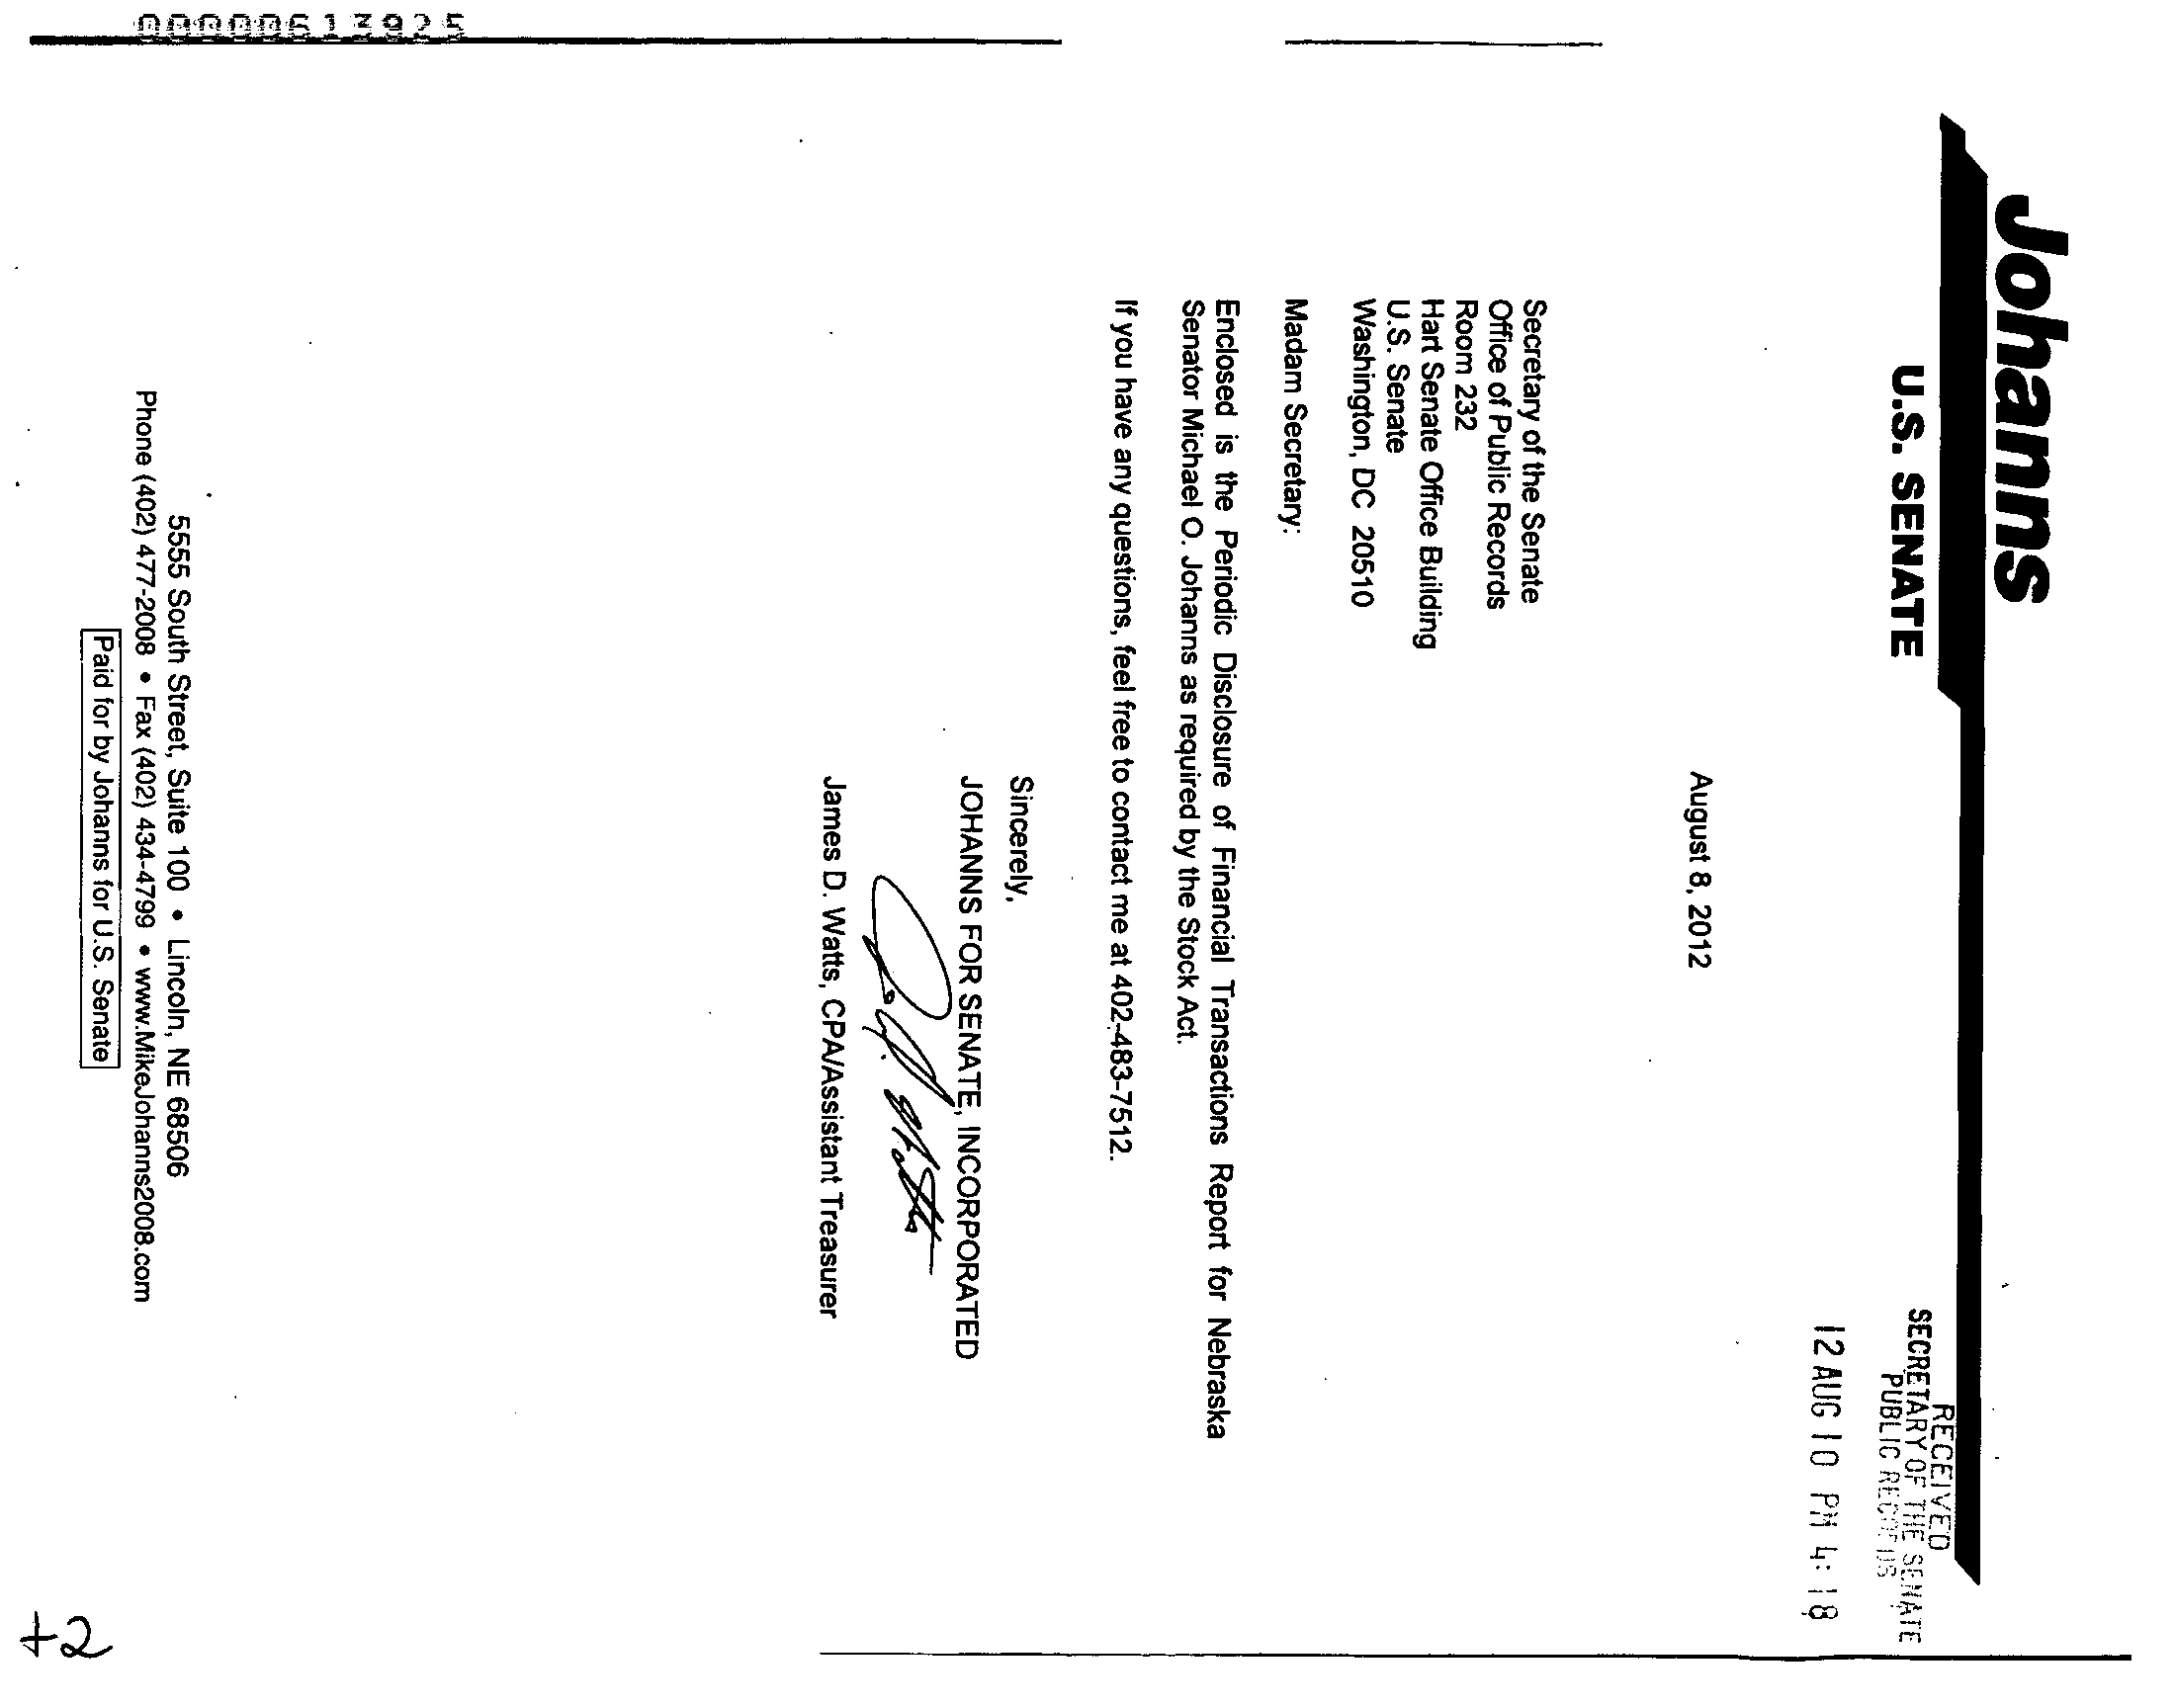 Johanns
U.S. SENATE
RECEIVED
SECRETARY OF THE SENATE
PUBLIC RECORDS
12 AUG 10 PM 4:18
August 8, 2012
Secretary of the Senate
Office of Public Records
Room 232
Hart Senate Office Building
U.S. Senate
Washington, DC 20510
Madam Secretary:
Enclosed is the Periodic Disclosure of Financial Transactions Report for Nebraska
Senator Michael O. Johanns as required by the Stock Act.
If you have any questions, feel free to contact me at 402-483-7512.
Sincerely,
JOHANNS FOR SENATE, INCORPORATED
James D. Watts, CPA/Assistant Treasurer
5555 South Street, Suite 100 • Lincoln, NE 68506
Phone (402) 477-2008 • Fax (402) 434-4799 • www.MikeJohanns2008.com
Paid for by Johanns for U.S. Senate
+2
00000613925